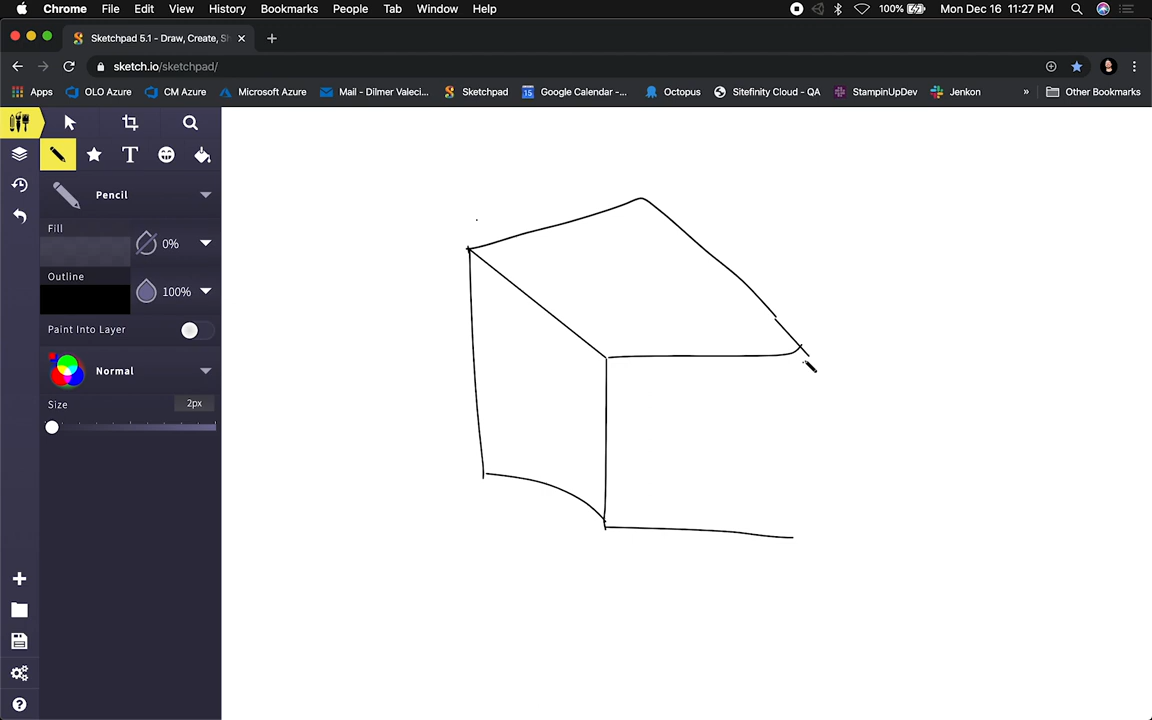 Chrome File Edit View History Bookmarks People Tab Window Help 100% Mon Dec 16 11:27 PM
Sketchpad 5.1 - Draw, Create, Sh
sketch.io/sketchpad/
Apps OLO Azure CM Azure Microsoft Azure Mail - Dilmer Valeci... Sketchpad Google Calendar -... Octopus Sitefinity Cloud - QA StampinUpDev Jenkon » Other Bookmarks
T
Pencil
Fill
0%
Outline
100%
Paint Into Layer
Normal
Size 2px